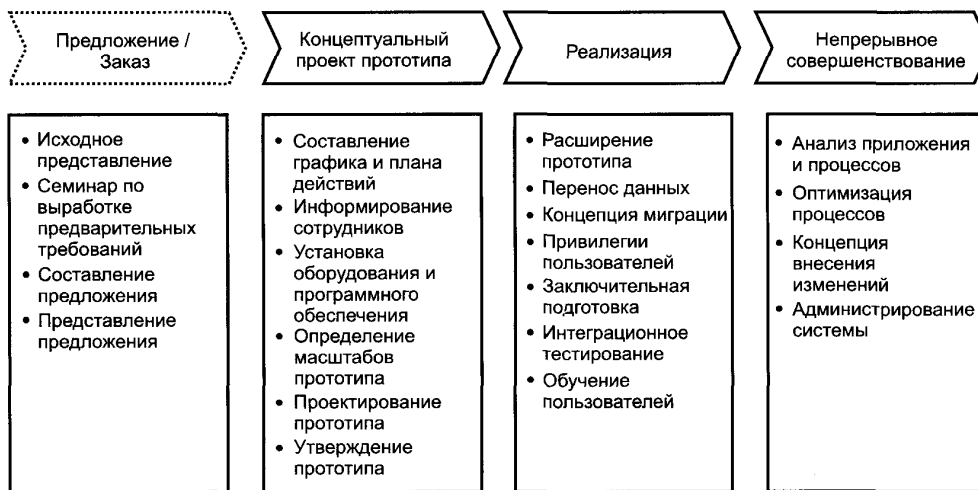 Предложение /
Заказ
Концептуальный
проект прототипа
Реализация
Непрерывное
совершенствование
• Исходное
представление
• Семинар по
выработке
предварительных
требований
• Составление
предложения
• Представление
предложения
• Составление
графика и плана
действий
• Информирование
сотрудников
• Установка
оборудования и
программного
обеспечения
• Определение
масштабов
прототипа
• Проектирование
прототипа
• Утверждение
прототипа
• Расширение
прототипа
• Перенос данных
• Концепция миграции
• Привилегии
пользователей
• Заключительная
подготовка
• Интеграционное
тестирование
• Обучение
пользователей
• Анализ приложения
и процессов
• Оптимизация
процессов
• Концепция
внесения
изменений
• Администрирование
системы